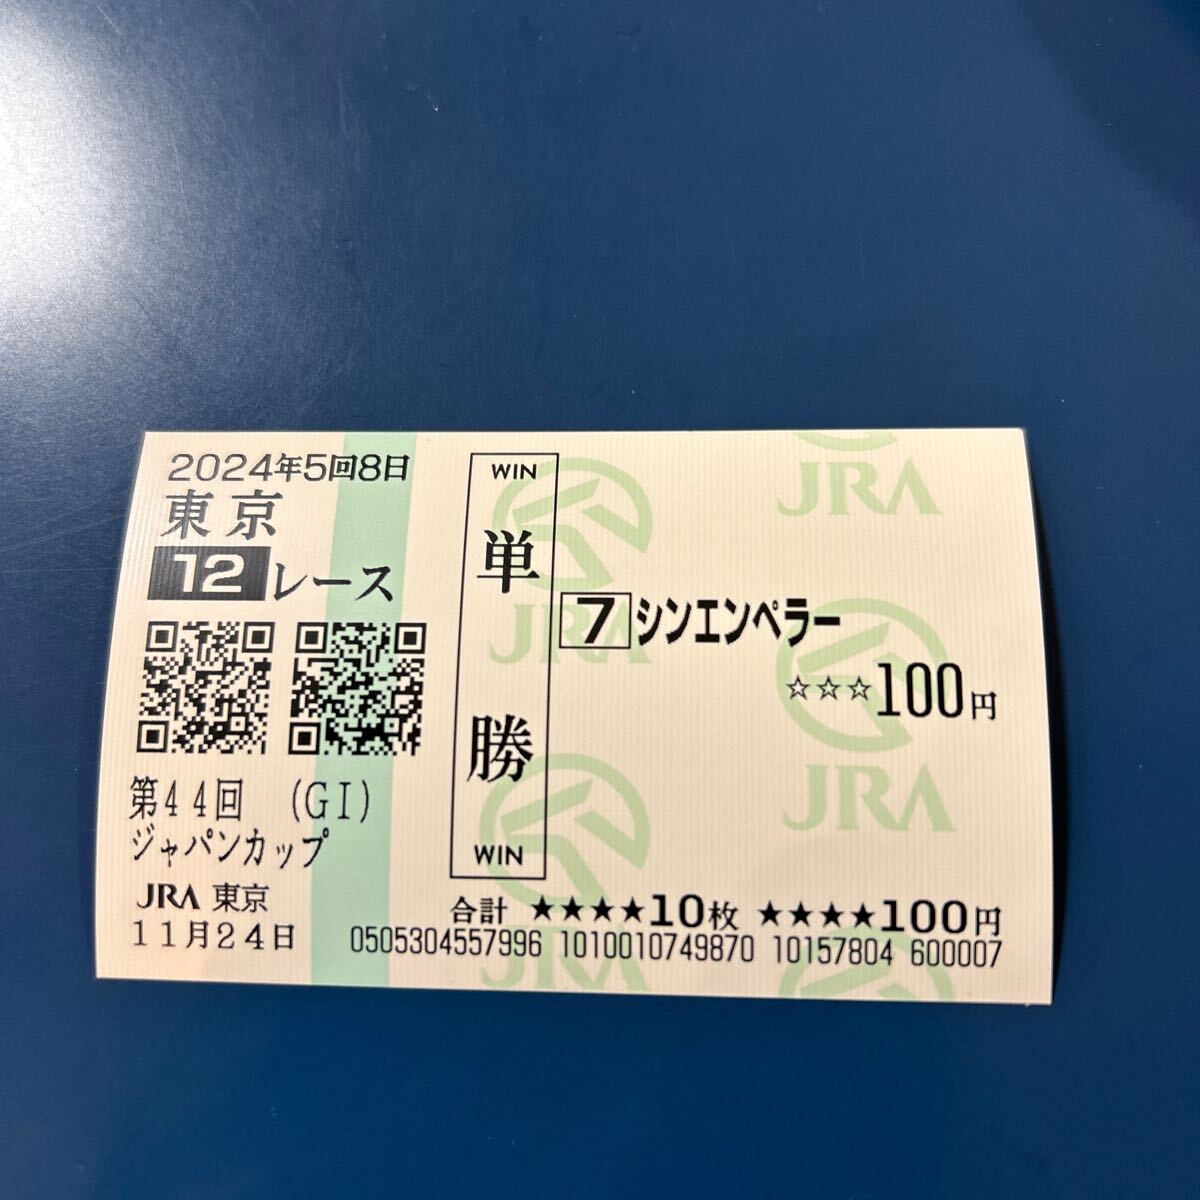 2024年5回8日
東京
12レース
第44回 (GI)
ジャパンカップ
JRA 東京
11月24日
WIN
単
勝
WIN
JRA
JRA
JRA
JRA
7 シンエンペラー
☆☆☆100円
合計 ★★★★10枚 ★★★★100円
0505304557996 1010010749870 10157804 600007